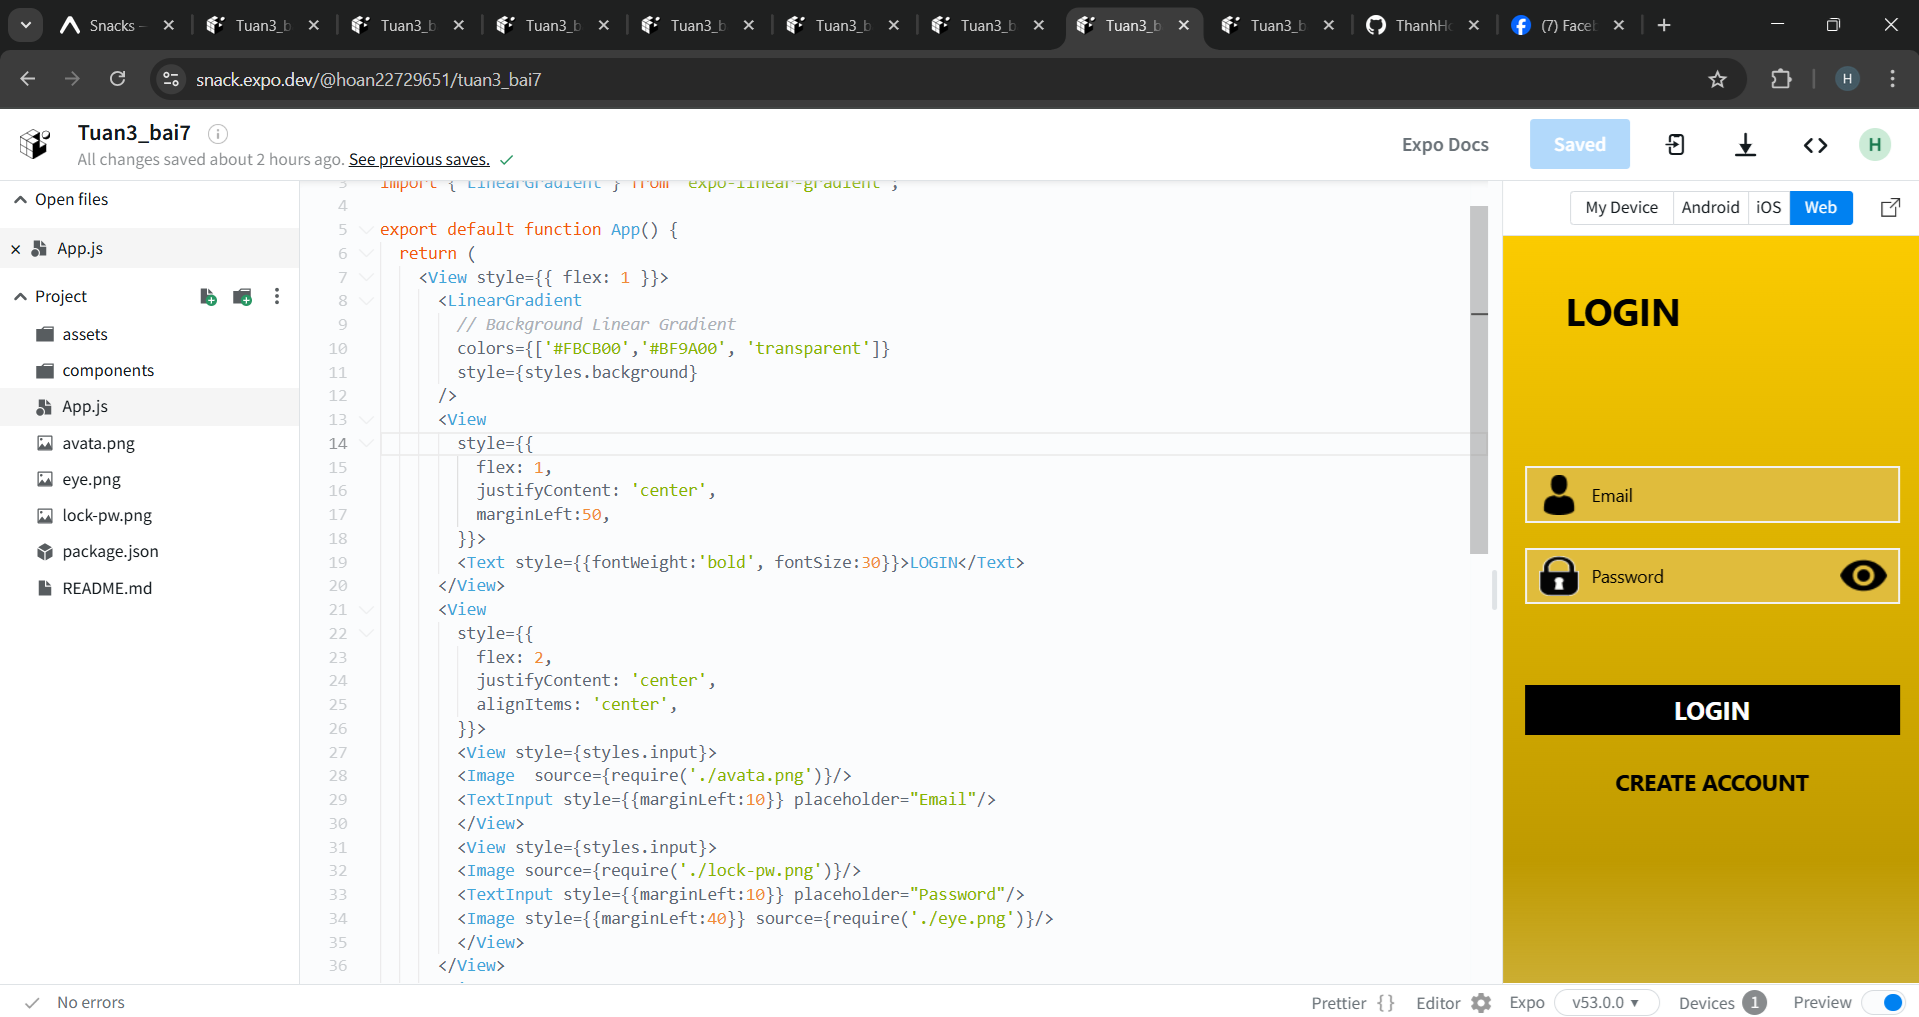 Snacks –
Tuan3_b
Tuan3_b
Tuan3_b
Tuan3_b
Tuan3_b
Tuan3_b
Tuan3_b
Tuan3_b
ThanhHo
(7) Faceb
snack.expo.dev/@hoan22729651/tuan3_bai7
H
Tuan3_bai7
All changes saved about 2 hours ago. See previous saves.
Expo Docs
Saved
H
Open files
App.js
Project
assets
components
App.js
avata.png
eye.png
lock-pw.png
package.json
README.md
3 import { LinearGradient } from 'expo-linear-gradient';
4
5 export default function App() {
6 return (
7 <View style={{ flex: 1 }}>
8 <LinearGradient
9 // Background Linear Gradient
10 colors={['#FBCB00','#BF9A00', 'transparent']}
11 style={styles.background}
12 />
13 <View
14 style={{
15 flex: 1,
16 justifyContent: 'center',
17 marginLeft:50,
18 }}>
19 <Text style={{fontWeight:'bold', fontSize:30}}>LOGIN</Text>
20 </View>
21 <View
22 style={{
23 flex: 2,
24 justifyContent: 'center',
25 alignItems: 'center',
26 }}>
27 <View style={styles.input}>
28 <Image  source={require('./avata.png')}/>
29 <TextInput style={{marginLeft:10}} placeholder="Email"/>
30 </View>
31 <View style={styles.input}>
32 <Image source={require('./lock-pw.png')}/>
33 <TextInput style={{marginLeft:10}} placeholder="Password"/>
34 <Image style={{marginLeft:40}} source={require('./eye.png')}/>
35 </View>
36 </View>
My Device
Android
iOS
Web
LOGIN
Email
Password
LOGIN
CREATE ACCOUNT
No errors
Prettier {}
Editor
Expo
v53.0.0
Devices 1
Preview